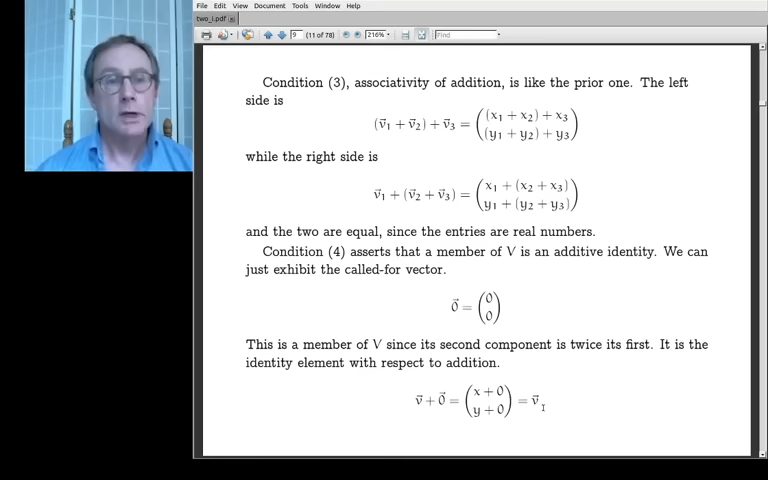 File Edit View Document Tools Window Help
two_i.pdf
9 (11 of 78) 216% Find
Condition (3), associativity of addition, is like the prior one. The left
side is
(v⃗₁ + v⃗₂) + v⃗₃ = ((x₁ + x₂) + x₃
(y₁ + y₂) + y₃)
while the right side is
v⃗₁ + (v⃗₂ + v⃗₃) = (x₁ + (x₂ + x₃)
y₁ + (y₂ + y₃))
and the two are equal, since the entries are real numbers.
Condition (4) asserts that a member of V is an additive identity. We can
just exhibit the called-for vector.
0⃗ = (0
0)
This is a member of V since its second component is twice its first. It is the
identity element with respect to addition.
v⃗ + 0⃗ = (x + 0
y + 0) = v⃗